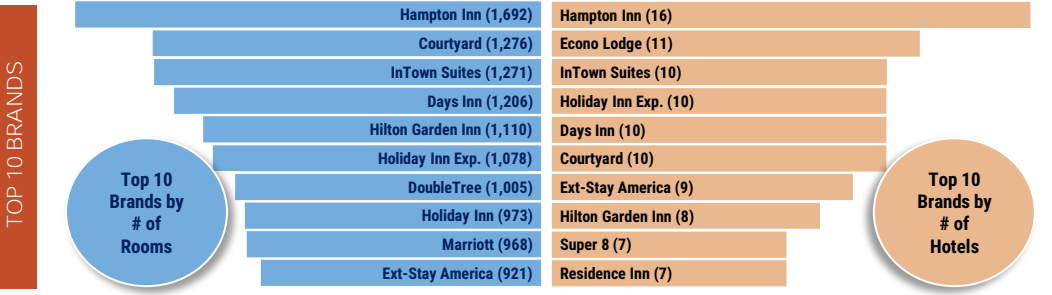 TOP 10 BRANDS
Hampton Inn (1,692)
Courtyard (1,276)
InTown Suites (1,271)
Days Inn (1,206)
Hilton Garden Inn (1,110)
Holiday Inn Exp. (1,078)
DoubleTree (1,005)
Holiday Inn (973)
Marriott (968)
Ext-Stay America (921)
Top 10
Brands by
# of
Rooms
Hampton Inn (16)
Econo Lodge (11)
InTown Suites (10)
Holiday Inn Exp. (10)
Days Inn (10)
Courtyard (10)
Ext-Stay America (9)
Hilton Garden Inn (8)
Super 8 (7)
Residence Inn (7)
Top 10
Brands by
# of
Hotels